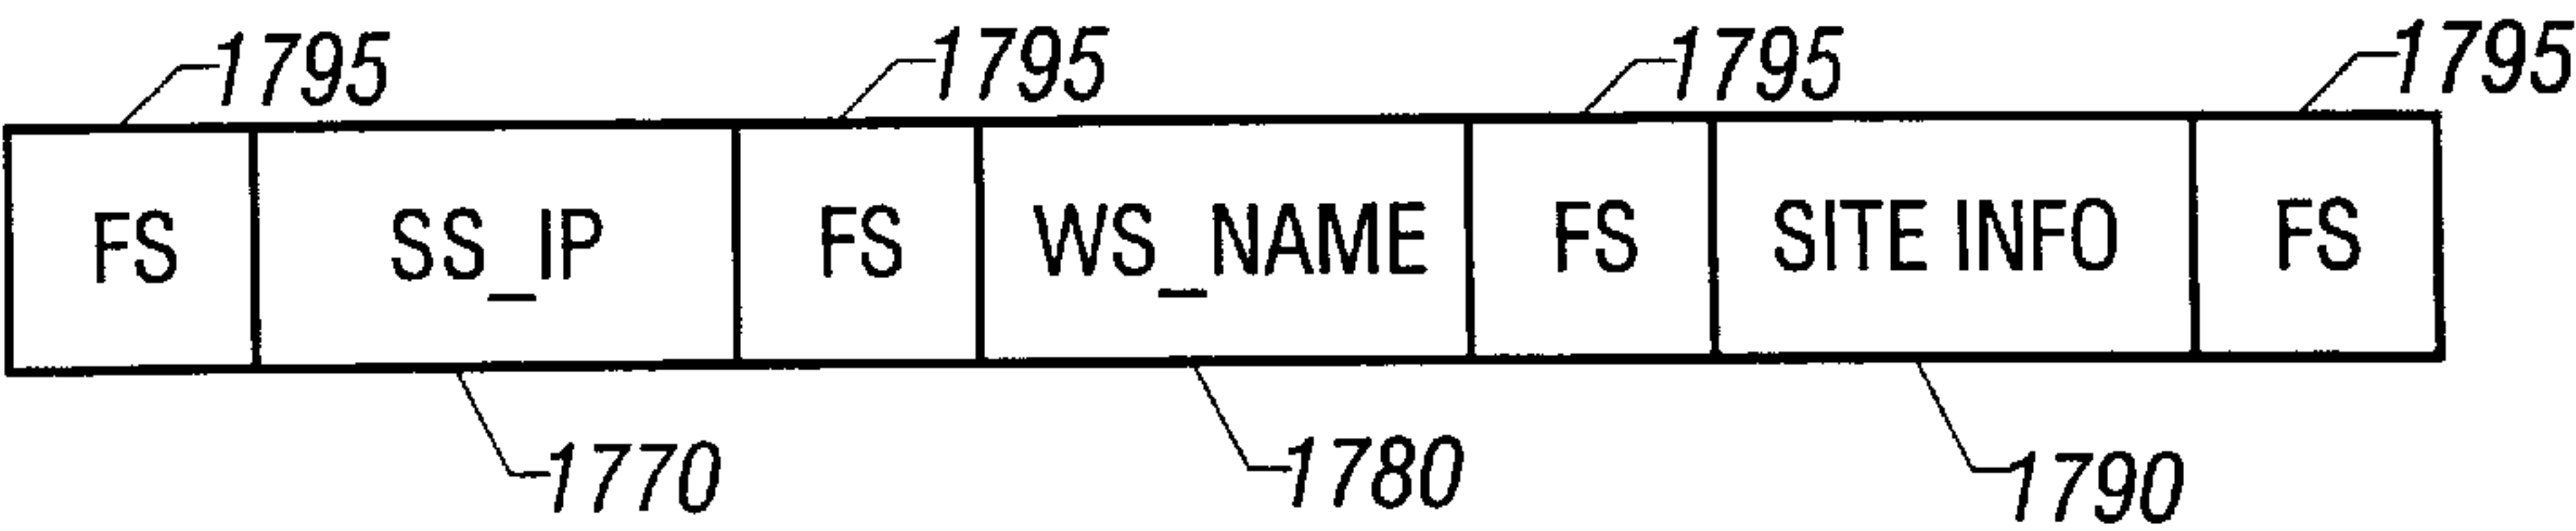 1795 1795 1795 1795
FS SS_IP FS WS_NAME FS SITE INFO FS
1770 1780 1790